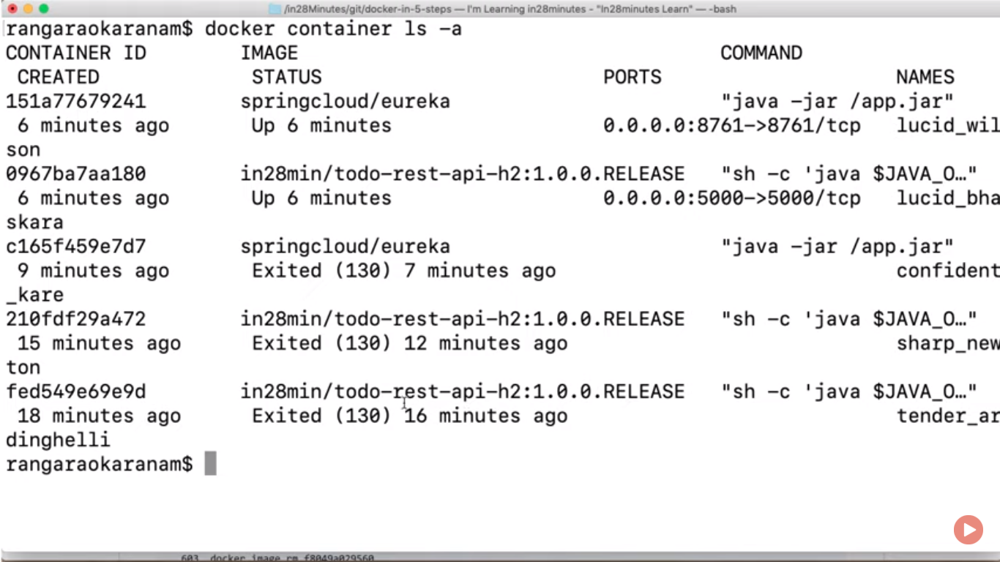 /in28Minutes/git/docker-in-5-steps — I'm Learning in28minutes - "In28minutes Learn" — -bash
rangaraokaranam$ docker container ls -a
CONTAINER ID IMAGE COMMAND
CREATED STATUS PORTS NAMES
151a77679241 springcloud/eureka "java -jar /app.jar"
6 minutes ago Up 6 minutes 0.0.0.0:8761->8761/tcp lucid_wil
son
0967ba7aa180 in28min/todo-rest-api-h2:1.0.0.RELEASE "sh -c 'java $JAVA_O…"
6 minutes ago Up 6 minutes 0.0.0.0:5000->5000/tcp lucid_bha
skara
c165f459e7d7 springcloud/eureka "java -jar /app.jar"
9 minutes ago Exited (130) 7 minutes ago confident
_kare
210fdf29a472 in28min/todo-rest-api-h2:1.0.0.RELEASE "sh -c 'java $JAVA_O…"
15 minutes ago Exited (130) 12 minutes ago sharp_new
ton
fed549e69e9d in28min/todo-rest-api-h2:1.0.0.RELEASE "sh -c 'java $JAVA_O…"
18 minutes ago Exited (130) 16 minutes ago tender_ar
dinghelli
rangaraokaranam$
603 docker image rm f8049a029560